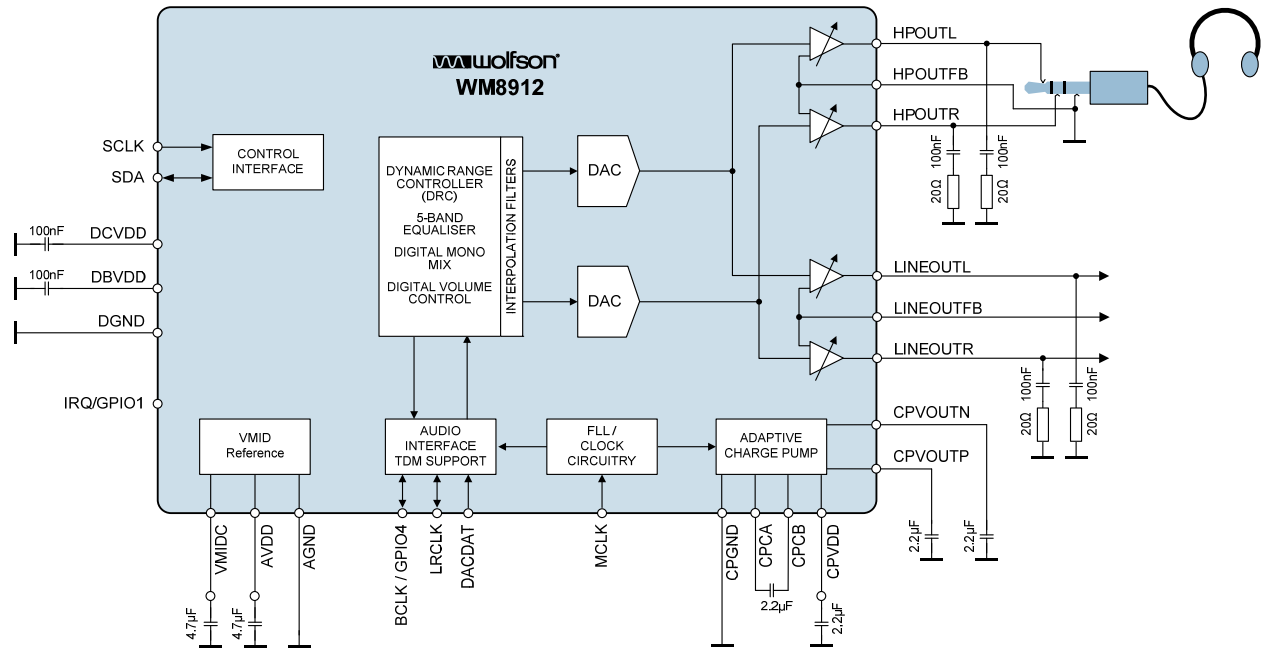 wolfson®
WM8912
HPOUTL
HPOUTFB
HPOUTR
100nF
100nF
20Ω
20Ω
SCLK
SDA
CONTROL
INTERFACE
DYNAMIC RANGE
CONTROLLER
(DRC)
5-BAND
EQUALISER
DIGITAL MONO
MIX
DIGITAL VOLUME
CONTROL
INTERPOLATION FILTERS
DAC
DAC
100nF
DCVDD
100nF
DBVDD
DGND
IRQ/GPIO1
LINEOUTL
LINEOUTFB
LINEOUTR
100nF
100nF
20Ω
20Ω
VMID
Reference
AUDIO
INTERFACE
TDM SUPPORT
FLL /
CLOCK
CIRCUITRY
ADAPTIVE
CHARGE PUMP
CPVOUTN
CPVOUTP
2.2µF
2.2µF
VMIDC
AVDD
AGND
BCLK / GPIO4
LRCLK
DACDAT
MCLK
CPGND
CPCA
CPCB
CPVDD
4.7µF
4.7µF
2.2µF
2.2µF